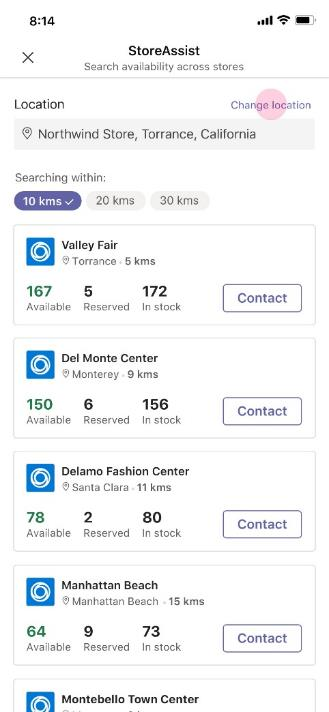 8:14
StoreAssist
Search availability across stores
Location
Change location
Northwind Store, Torrance, California
Searching within:
10 kms
20 kms
30 kms
Valley Fair
Torrance · 5 kms
167 5 172
Available Reserved In stock
Contact
Del Monte Center
Monterey · 9 kms
150 6 156
Available Reserved In stock
Contact
Delamo Fashion Center
Santa Clara · 11 kms
78 2 80
Available Reserved In stock
Contact
Manhattan Beach
Manhattan Beach · 15 kms
64 9 73
Available Reserved In stock
Contact
Montebello Town Center